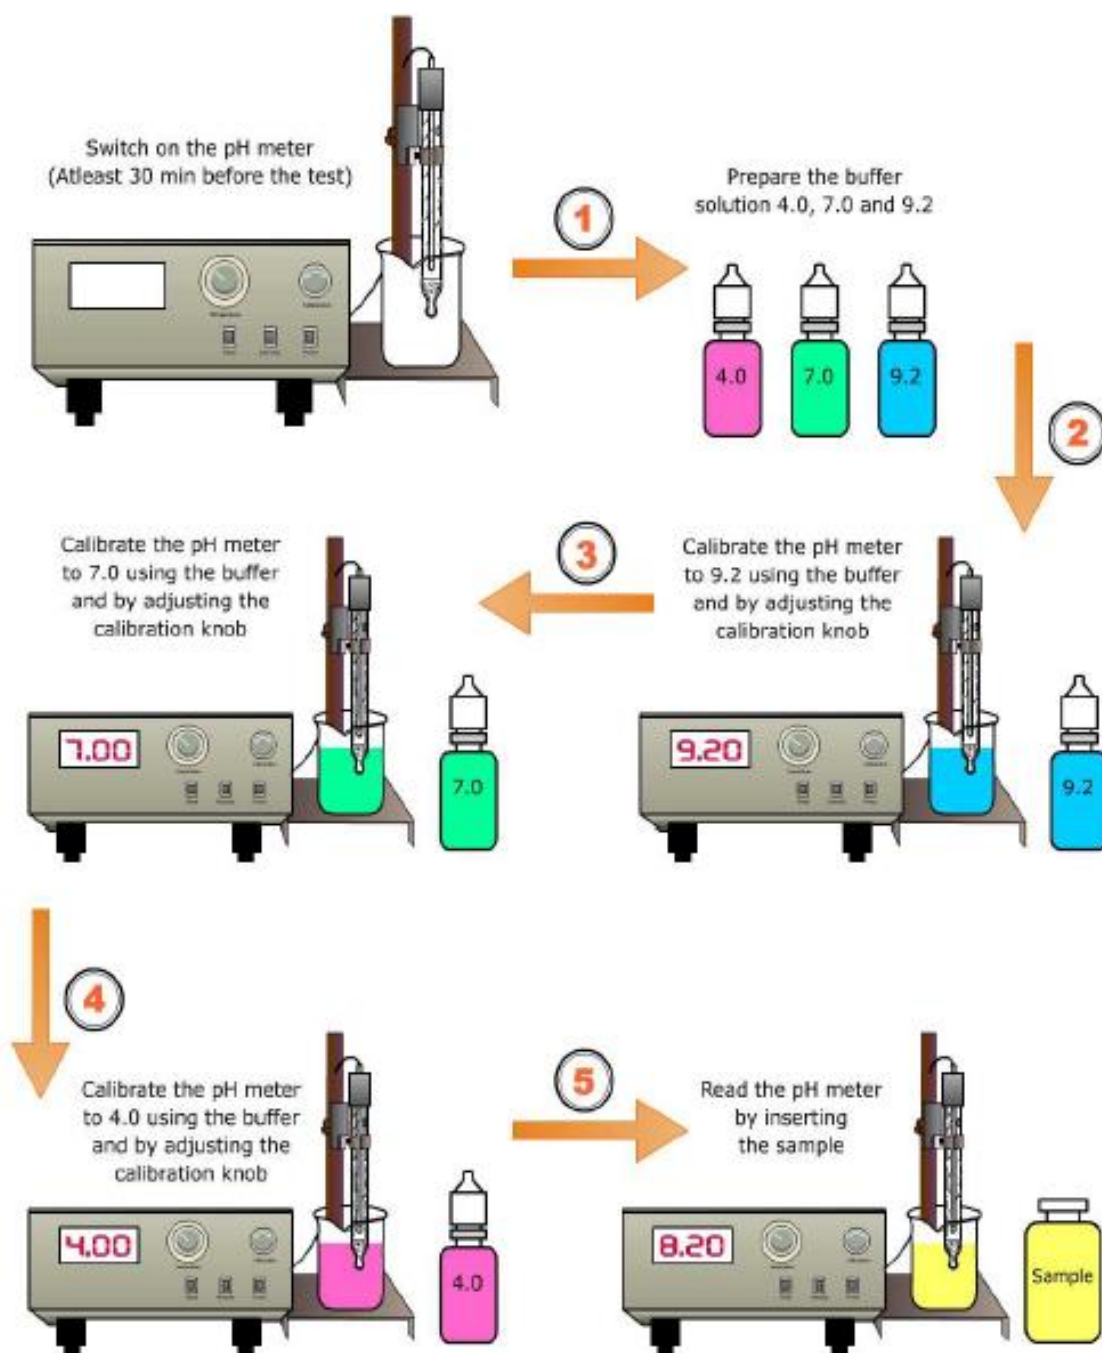 Switch on the pH meter
(Atleast 30 min before the test)
1
Prepare the buffer
solution 4.0, 7.0 and 9.2
4.0
7.0
9.2
2
Calibrate the pH meter
to 9.2 using the buffer
and by adjusting the
calibration knob
9.20
9.2
3
Calibrate the pH meter
to 7.0 using the buffer
and by adjusting the
calibration knob
7.00
7.0
4
Calibrate the pH meter
to 4.0 using the buffer
and by adjusting the
calibration knob
4.00
4.0
5
Read the pH meter
by inserting
the sample
8.20
Sample